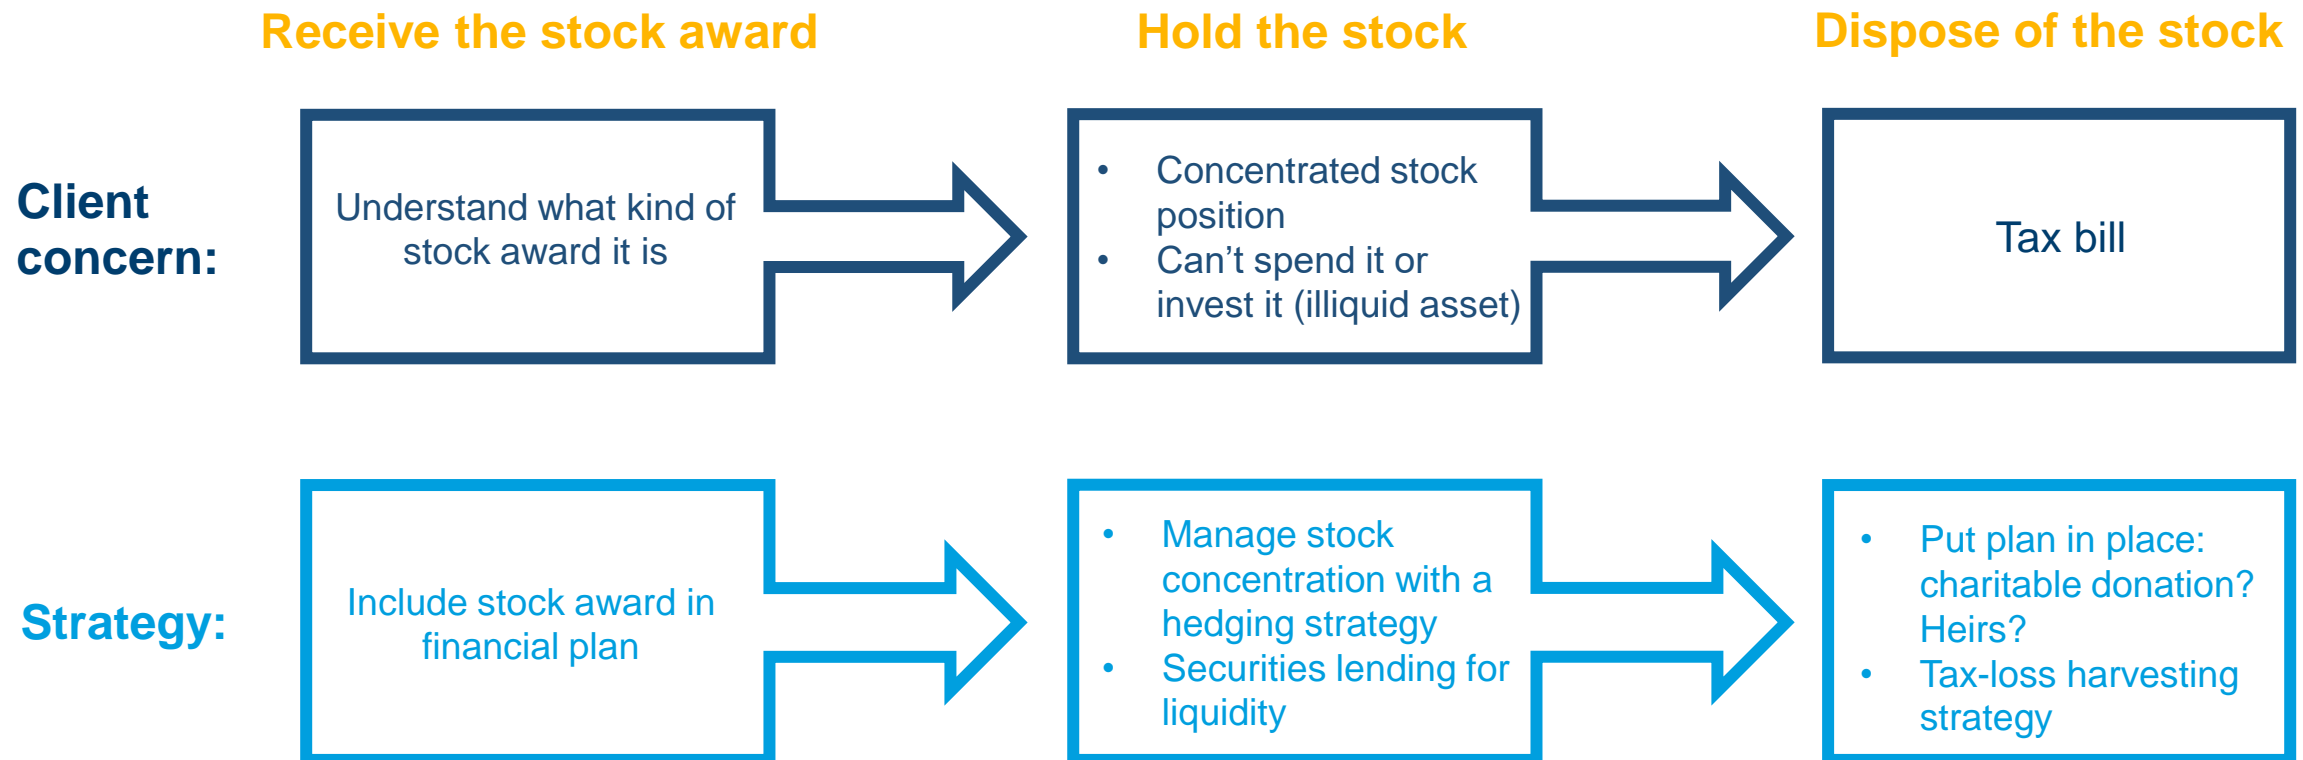 Receive the stock award
Hold the stock
Dispose of the stock
Client
concern:
Understand what kind of
stock award it is
• Concentrated stock
position
• Can’t spend it or
invest it (illiquid asset)
Tax bill
Strategy:
Include stock award in
financial plan
• Manage stock
concentration with a
hedging strategy
• Securities lending for
liquidity
• Put plan in place:
charitable donation?
Heirs?
• Tax-loss harvesting
strategy